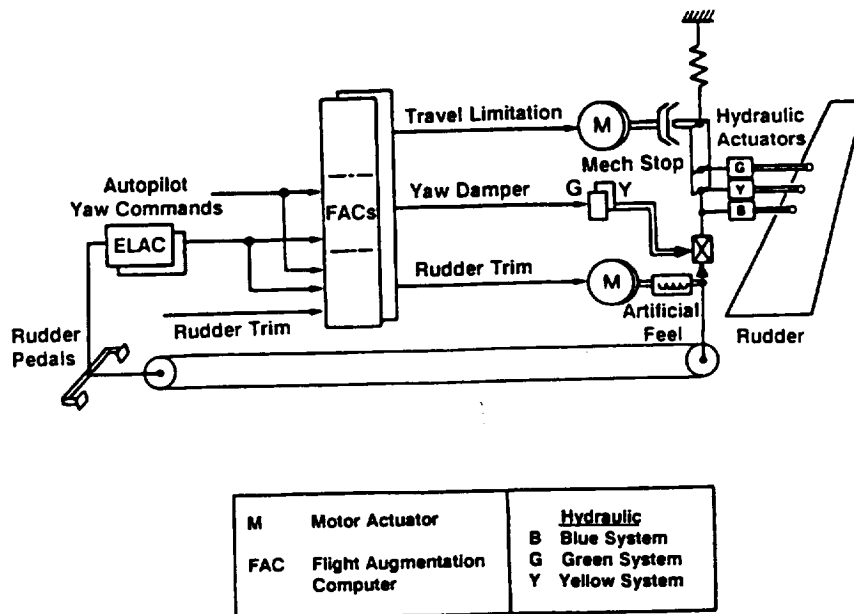 Travel Limitation
M
Mech Stop
Hydraulic
Actuators
G
Y
B
Autopilot
Yaw Commands
FACs
Yaw Damper
G
Y
ELAC
Rudder Trim
M
Artificial
Feel
Rudder
Rudder Trim
Rudder
Pedals
M Motor Actuator
FAC Flight Augmentation
Computer
Hydraulic
B Blue System
G Green System
Y Yellow System